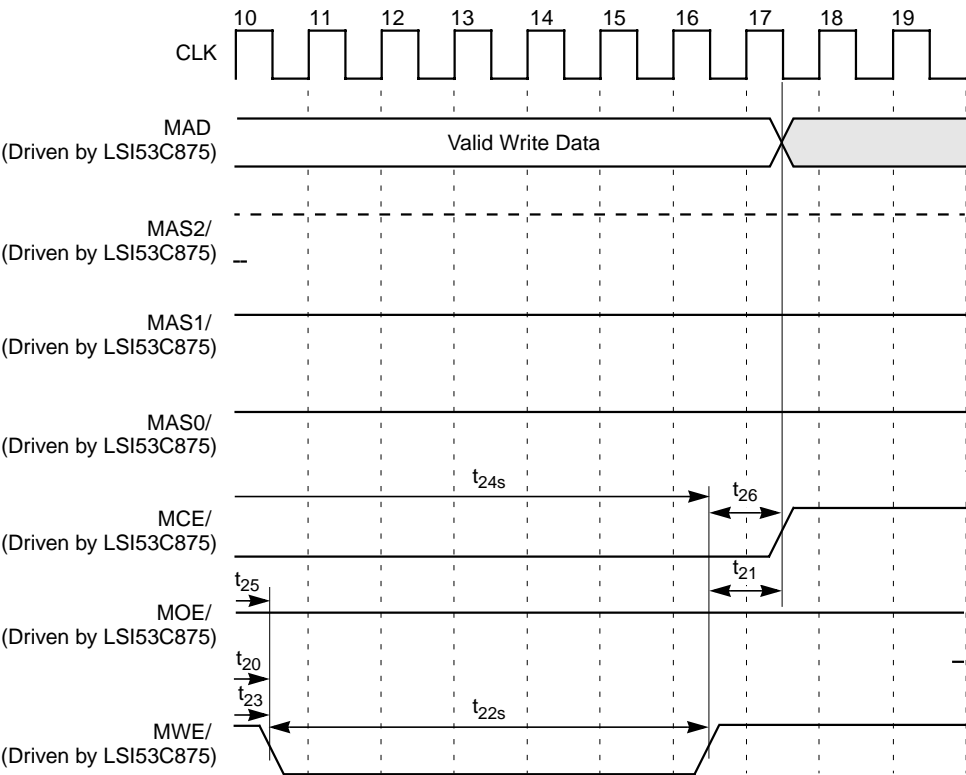 10 11 12 13 14 15 16 17 18 19
CLK
MAD
(Driven by LSI53C875)
Valid Write Data
MAS2/
(Driven by LSI53C875)
MAS1/
(Driven by LSI53C875)
MAS0/
(Driven by LSI53C875)
t24s
t26
MCE/
(Driven by LSI53C875)
t21
t25
MOE/
(Driven by LSI53C875)
t20
t23
t22s
MWE/
(Driven by LSI53C875)